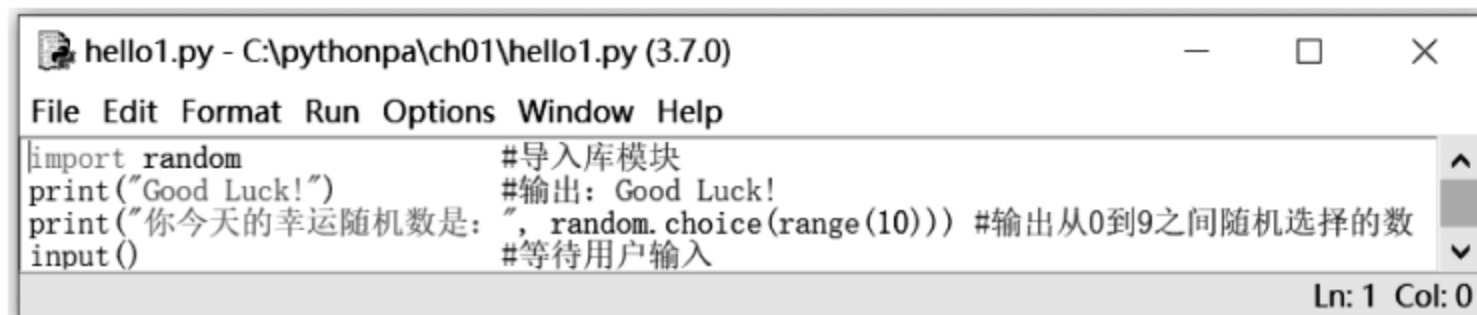 hello1.py - C:\pythonpa\ch01\hello1.py (3.7.0)
File Edit Format Run Options Window Help
import random #导入库模块
print("Good Luck!") #输出：Good Luck!
print("你今天的幸运随机数是：", random.choice(range(10))) #输出从0到9之间随机选择的数
input() #等待用户输入
Ln: 1 Col: 0